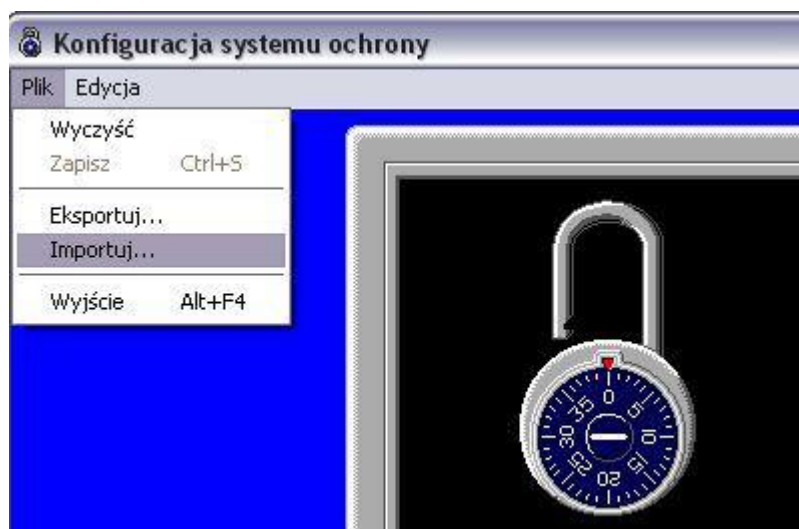 Konfiguracja systemu ochrony
Plik Edycja
Wyczyść
Zapisz Ctrl+S
Eksportuj...
Importuj...
Wyjście Alt+F4
0
5
10
15
20
25
30
35